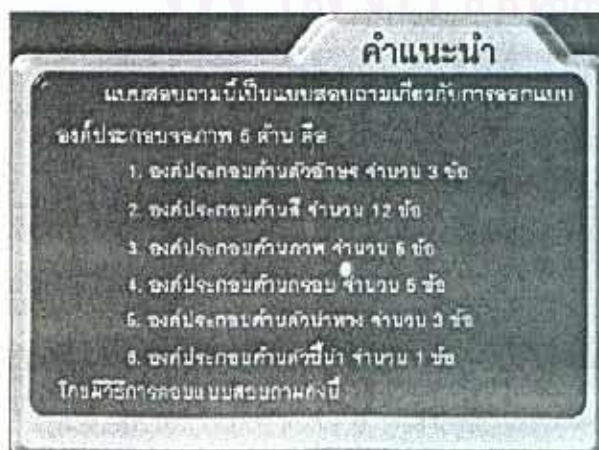 คำแนะนำ
แบบสอบถามนี้เป็นแบบสอบถามเกี่ยวกับการออกแบบ
องค์ประกอบจอภาพ 6 ด้าน คือ
1. องค์ประกอบด้านตัวอักษร จำนวน 3 ข้อ
2. องค์ประกอบด้านสี จำนวน 12 ข้อ
3. องค์ประกอบด้านภาพ จำนวน 6 ข้อ
4. องค์ประกอบด้านกรอบ จำนวน 5 ข้อ
5. องค์ประกอบด้านตัวนำทาง จำนวน 3 ข้อ
6. องค์ประกอบด้านตัวชี้นำ จำนวน 1 ข้อ
โดยมีวิธีการตอบแบบสอบถามดังนี้